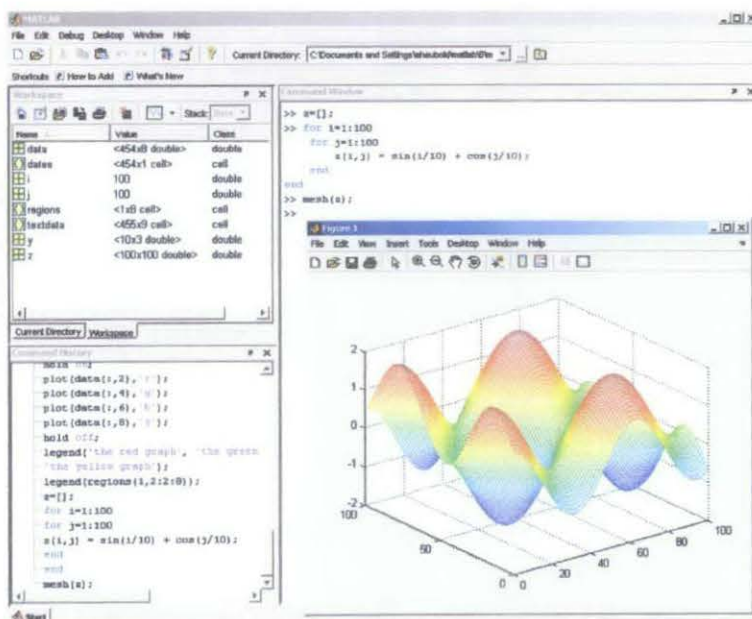 MATLAB
File Edit Debug Desktop Window Help
Current Directory:
Shortcuts How to Add What's New
Workspace
Stack: Base
Name Value Class
data <454x8 double> double
dates <454x1 cell> cell
i 100 double
j 100 double
regions <1x8 cell> cell
textdata <455x9 cell> cell
y <10x3 double> double
z <100x100 double> double
Current Directory Workspace
Command History
hold
plot(data(:,2),
plot(data(:,4),
plot(data(:,6),
plot(data(:,8),
hold off;
legend('the red graph', 'the green
'the yellow graph');
legend(regions(1,2:2:8));
z=[];
for i=1:100
for j=1:100
z(i,j) = sin(i/10) + cos(j/10);
end
end
mesh(z);
Start
Command Window
>> z=[];
>> for i=1:100
for j=1:100
z(i,j) = sin(i/10) + cos(j/10);
end
end
>> mesh(z);
>>
Figure 1
File Edit View Insert Tools Desktop Window Help
2
1
0
-1
-2
100
50
0
0
20
40
60
80
100